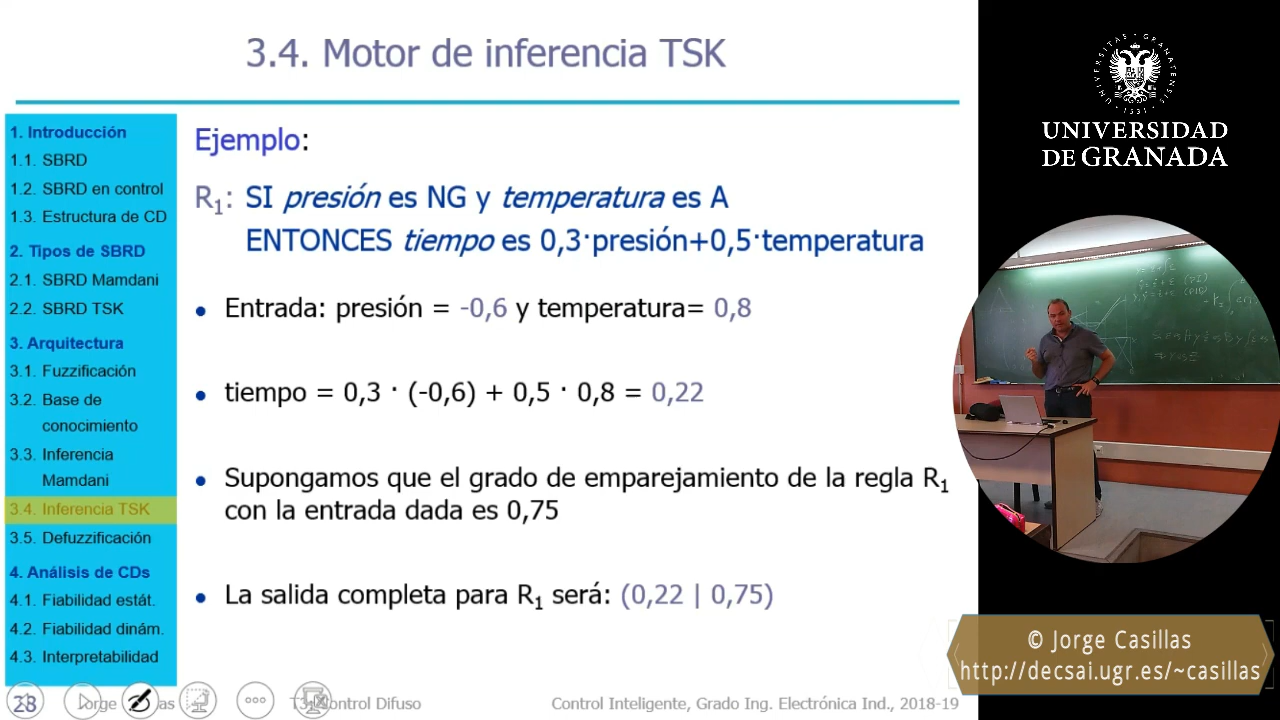 3.4. Motor de inferencia TSK
1. Introducción
1.1. SBRD
1.2. SBRD en control
1.3. Estructura de CD
2. Tipos de SBRD
2.1. SBRD Mamdani
2.2. SBRD TSK
3. Arquitectura
3.1. Fuzzificación
3.2. Base de
conocimiento
3.3. Inferencia
Mamdani
3.4. Inferencia TSK
3.5. Defuzzificación
4. Análisis de CDs
4.1. Fiabilidad estát.
4.2. Fiabilidad dinám.
4.3. Interpretabilidad
Ejemplo:
R1: SI presión es NG y temperatura es A
ENTONCES tiempo es 0,3·presión+0,5·temperatura
• Entrada: presión = -0,6 y temperatura= 0,8
• tiempo = 0,3 · (-0,6) + 0,5 · 0,8 = 0,22
• Supongamos que el grado de emparejamiento de la regla R1
con la entrada dada es 0,75
• La salida completa para R1 será: (0,22 | 0,75)
28
Control Difuso
Control Inteligente, Grado Ing. Electrónica Ind., 2018-19
UNIVERSIDAD
DE GRANADA
© Jorge Casillas
http://decsai.ugr.es/~casillas